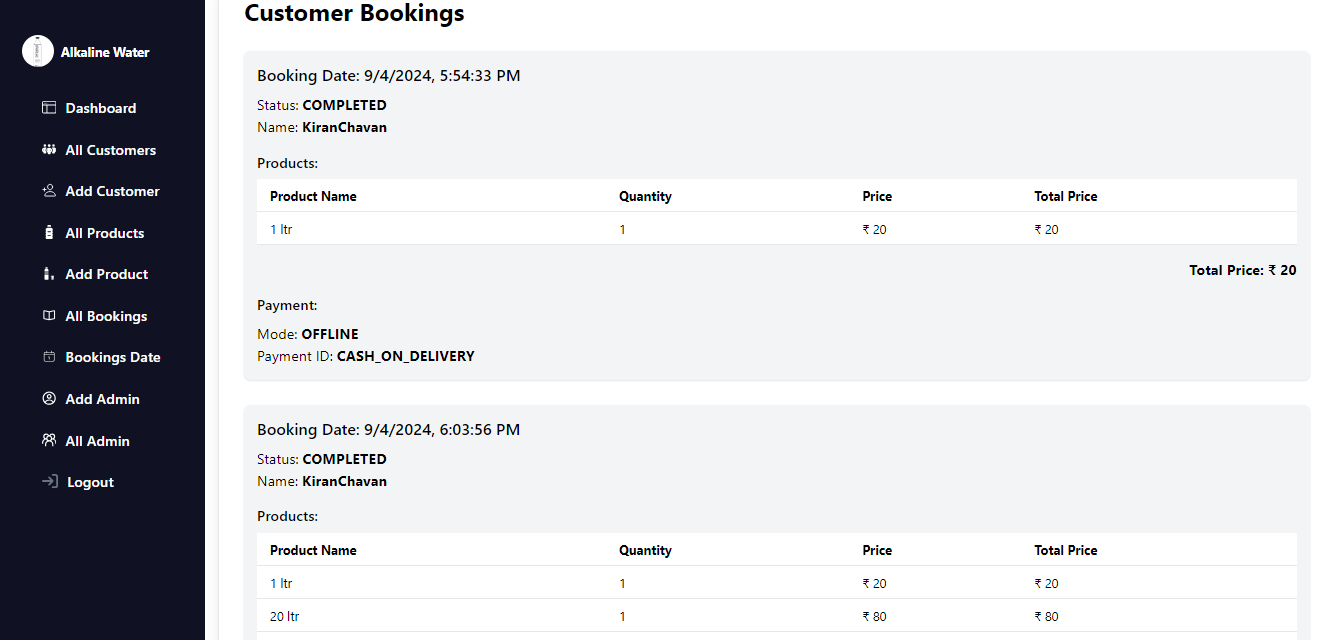 Alkaline Water
Dashboard
All Customers
Add Customer
All Products
Add Product
All Bookings
Bookings Date
Add Admin
All Admin
Logout
Customer Bookings
Booking Date: 9/4/2024, 5:54:33 PM
Status: COMPLETED
Name: KiranChavan
Products:
Product Name Quantity Price Total Price
1 ltr 1 ₹ 20 ₹ 20
Total Price: ₹ 20
Payment:
Mode: OFFLINE
Payment ID: CASH_ON_DELIVERY
Booking Date: 9/4/2024, 6:03:56 PM
Status: COMPLETED
Name: KiranChavan
Products:
Product Name Quantity Price Total Price
1 ltr 1 ₹ 20 ₹ 20
20 ltr 1 ₹ 80 ₹ 80